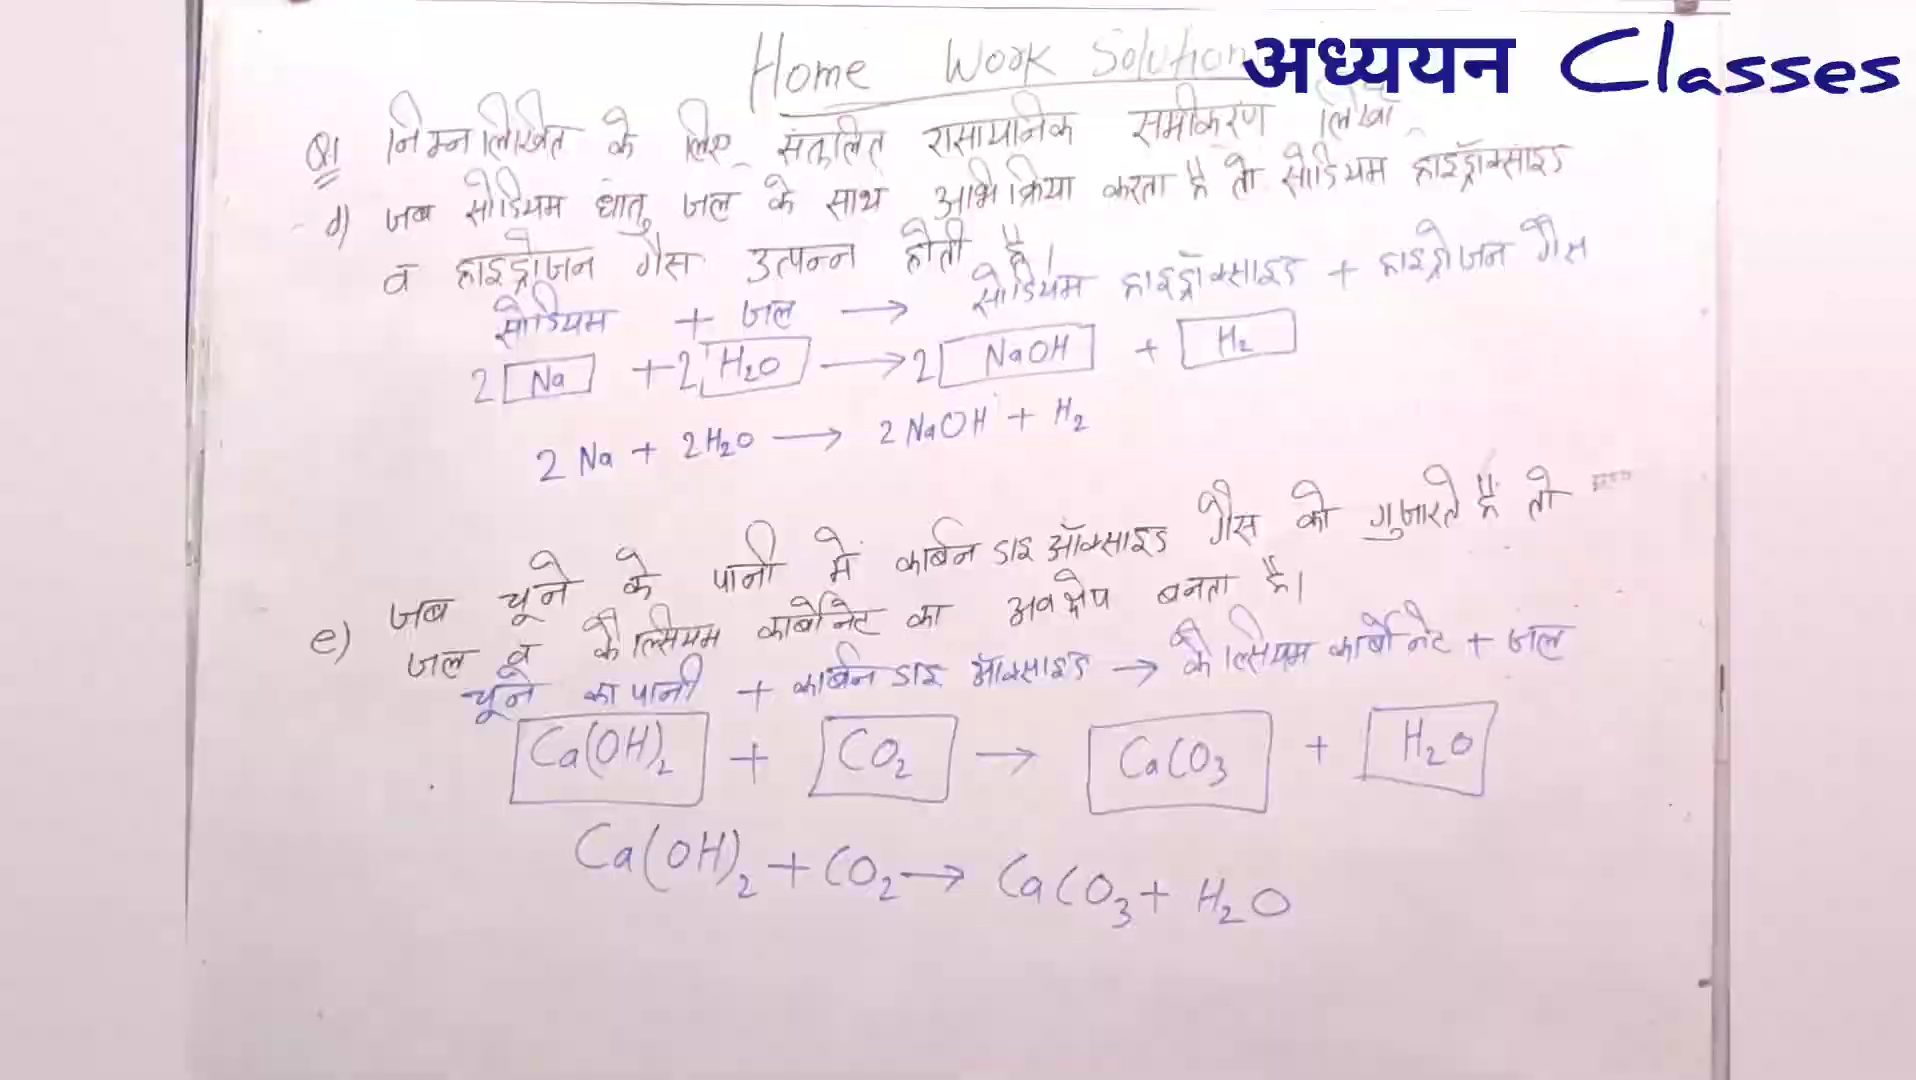 Home Work Solution
अध्ययन Classes
Q1 निम्नलिखित के लिए संतुलित रासायनिक समीकरण लिखो
d) जब सोडियम धातु जल के साथ अभिक्रिया करता है तो सोडियम हाइड्रॉक्साइड
व हाइड्रोजन गैस उत्पन्न होती है।
सोडियम + जल → सोडियम हाइड्रॉक्साइड + हाइड्रोजन गैस
2 Na + 2 H₂O → 2 NaOH + H₂
2 Na + 2H₂O → 2 NaOH + H₂
e) जब चूने के पानी में कार्बन डाइ ऑक्साइड गैस को गुजारते हैं तो
जल व कैल्सियम कार्बोनेट का अवक्षेप बनता है।
चूने का पानी + कार्बन डाइ ऑक्साइड → कैल्सियम कार्बोनेट + जल
Ca(OH)₂ + CO₂ → CaCO₃ + H₂O
Ca(OH)₂ + CO₂ → CaCO₃ + H₂O